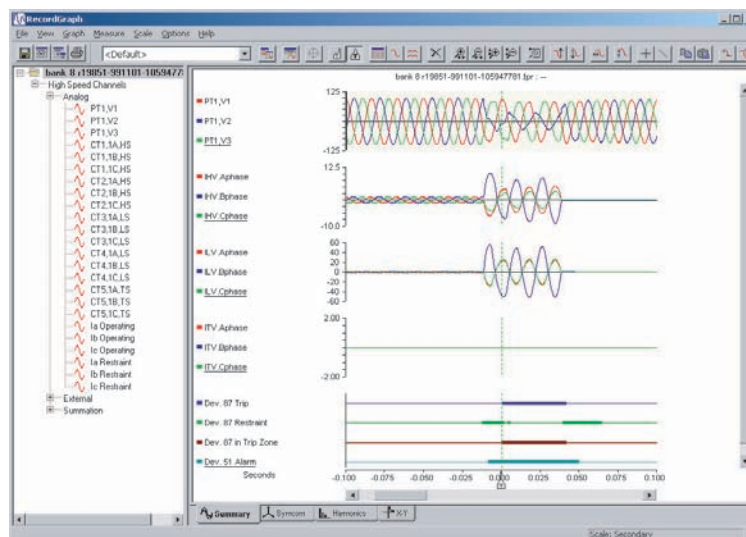 RecordGraph
File View Graph Measure Scale Options Help
<Default>
bank 8 r19851-991101-10594778
High Speed Channels
Analog
PT1,V1
PT1,V2
PT1,V3
CT1,1A,HS
CT1,1B,HS
CT1,1C,HS
CT2,1A,HS
CT2,1B,HS
CT2,1C,HS
CT3,1A,LS
CT3,1B,LS
CT3,1C,LS
CT4,1A,LS
CT4,1B,LS
CT4,1C,LS
CT5,1A,TS
CT5,1B,TS
CT5,1C,TS
Ia Operating
Ib Operating
Ic Operating
Ia Restraint
Ib Restraint
Ic Restraint
External
Summation
bank 8 r19851-991101-105947781.bpr : --
PT1,V1
PT1,V2
PT1,V3
125
-125
IHV.Aphase
IHV.Bphase
IHV.Cphase
12.5
-10.0
ILV.Aphase
ILV.Bphase
ILV.Cphase
60
40
20
0
-20
-40
-60
ITV.Aphase
ITV.Bphase
ITV.Cphase
2.00
-2.00
Dev. 87 Trip
Dev. 87 Restraint
Dev. 87 in Trip Zone
Dev. 51 Alarm
Seconds
-0.100 -0.075 -0.050 -0.025 0.000 0.025 0.050 0.075 0.100
Summary Symcom Harmonics X-Y
Scale: Secondary